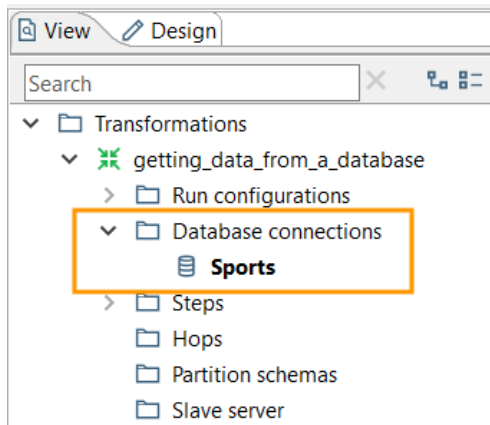 View Design
Search
Transformations
getting_data_from_a_database
Run configurations
Database connections
Sports
Steps
Hops
Partition schemas
Slave server